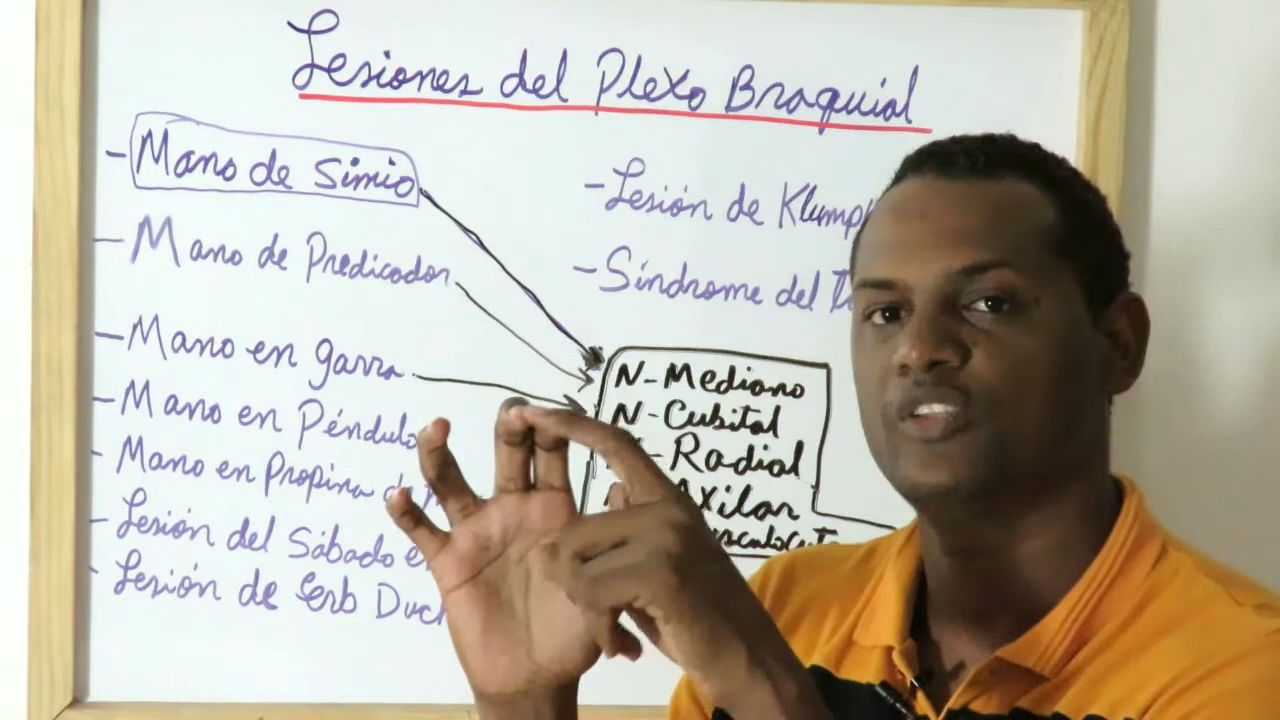 Lesiones del Plexo Braquial
- Mano de Simio
- Mano de Predicador
- Mano en garra
- Mano en Péndulo
- Mano en Propina
- Lesión del Sábado
- Lesión de Erb
- Lesión de
- Síndrome del
N-Mediano
N-Cubital
Radial
Axilar